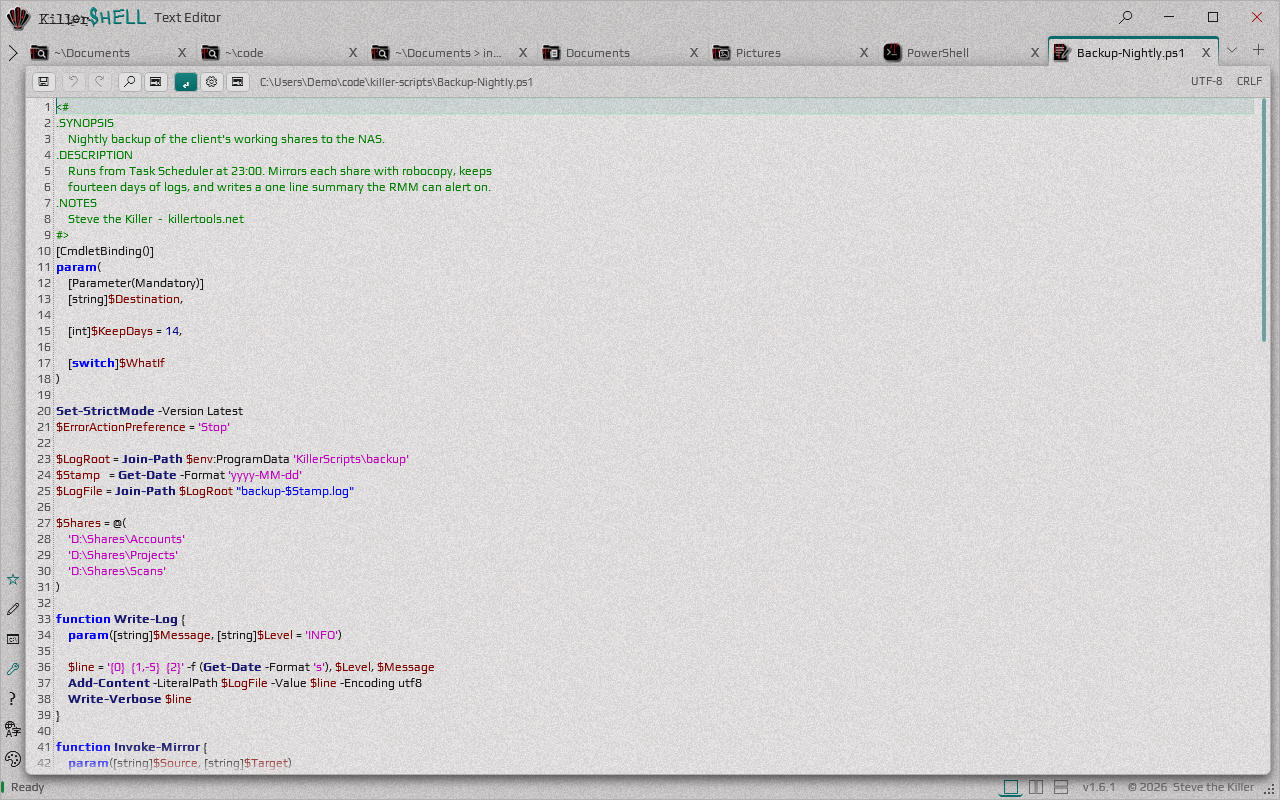 Killer $HELL Text Editor
~\Documents X ~\code X ~\Documents > in... X Documents X Pictures X PowerShell X Backup-Nightly.ps1 X
C:\Users\Demo\code\killer-scripts\Backup-Nightly.ps1 UTF-8 CRLF
1 <#
2 .SYNOPSIS
3     Nightly backup of the client's working shares to the NAS.
4 .DESCRIPTION
5     Runs from Task Scheduler at 23:00. Mirrors each share with robocopy, keeps
6     fourteen days of logs, and writes a one line summary the RMM can alert on.
7 .NOTES
8     Steve the Killer  -  killertools.net
9 #>
10 [CmdletBinding()]
11 param(
12     [Parameter(Mandatory)]
13     [string]$Destination,
14
15     [int]$KeepDays = 14,
16
17     [switch]$WhatIf
18 )
19
20 Set-StrictMode -Version Latest
21 $ErrorActionPreference = 'Stop'
22
23 $LogRoot = Join-Path $env:ProgramData 'KillerScripts\backup'
24 $Stamp   = Get-Date -Format 'yyyy-MM-dd'
25 $LogFile = Join-Path $LogRoot "backup-$Stamp.log"
26
27 $Shares = @(
28     'D:\Shares\Accounts'
29     'D:\Shares\Projects'
30     'D:\Shares\Scans'
31 )
32
33 function Write-Log {
34     param([string]$Message, [string]$Level = 'INFO')
35
36     $line = '{0}  {1,-5}  {2}' -f (Get-Date -Format 's'), $Level, $Message
37     Add-Content -LiteralPath $LogFile -Value $line -Encoding utf8
38     Write-Verbose $line
39 }
40
41 function Invoke-Mirror {
42     param([string]$Source, [string]$Target)
Ready v1.6.1 © 2026 Steve the Killer